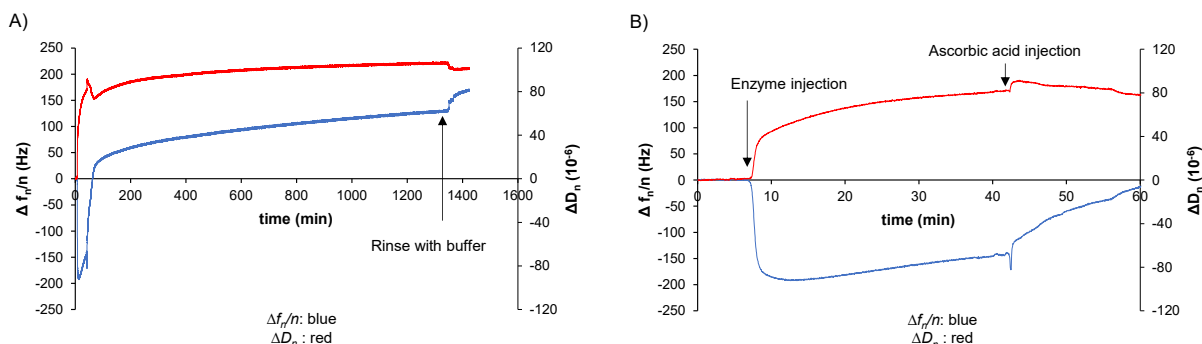 A)
250
200
150
100
50
0
-50
-100
-150
-200
-250
Δ fn/n (Hz)
0 200 400 600 800 1000 1200 1400 1600
time (min)
120
80
40
0
-40
-80
-120
ΔDn (10-6)
Rinse with buffer
Δfn/n: blue
ΔDn : red
B)
250
200
150
100
50
0
-50
-100
-150
-200
-250
Δ fn/n (Hz)
Enzyme injection
Ascorbic acid injection
0 10 20 30 40 50 60
time (min)
120
80
40
0
-40
-80
-120
ΔDn (10-6)
Δfn/n: blue
ΔDn : red